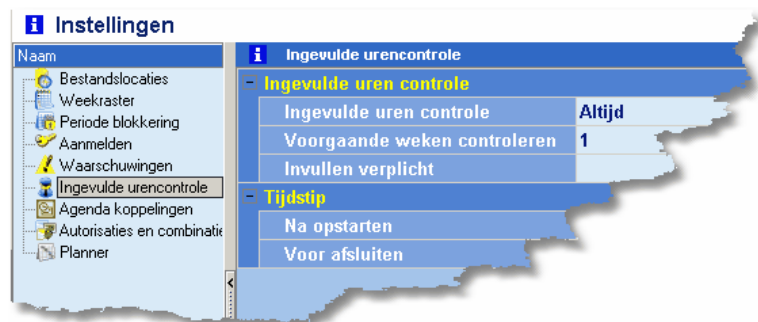 i Instellingen
Naam
Bestandslocaties
Weekraster
Periode blokkering
Aanmelden
Waarschuwingen
Ingevulde urencontrole
Agenda koppelingen
Autorisaties en combinatie
Planner
i Ingevulde urencontrole
Ingevulde uren controle
Ingevulde uren controle Altijd
Voorgaande weken controleren 1
Invullen verplicht
Tijdstip
Na opstarten
Voor afsluiten